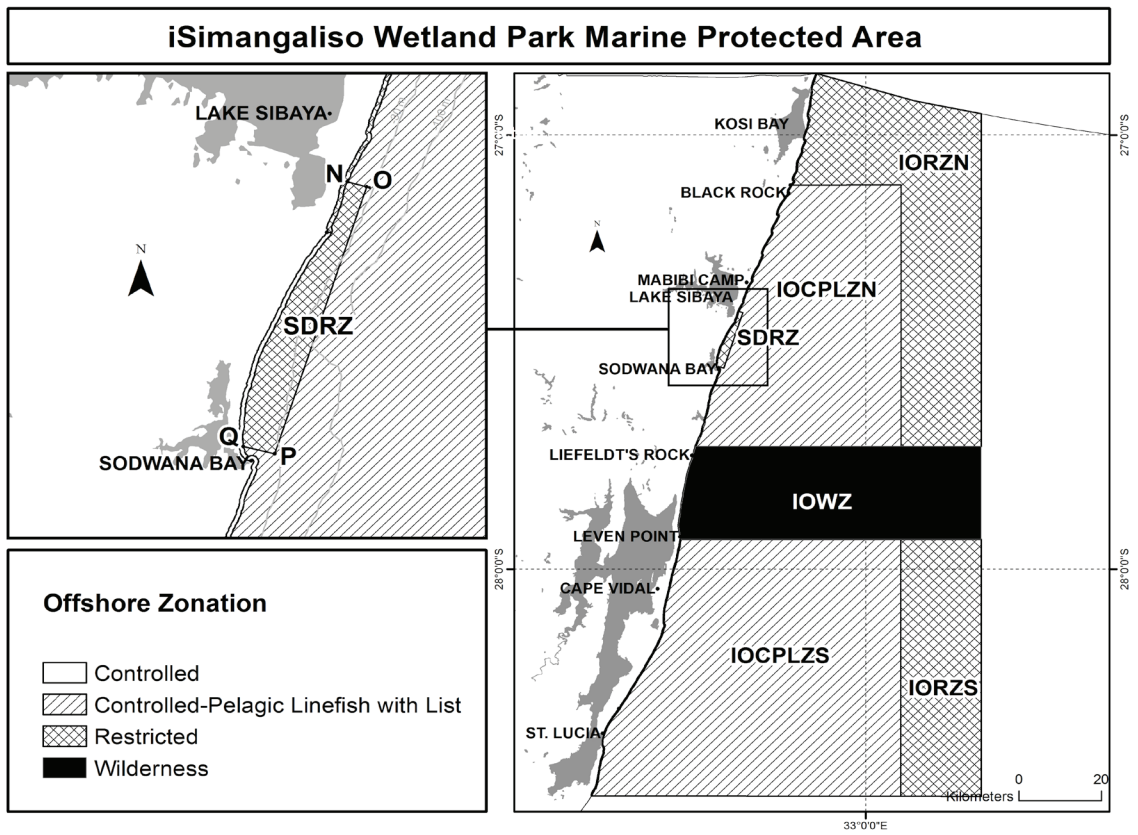 iSimangaliso Wetland Park Marine Protected Area
LAKE SIBAYA
N
O
N
SDRZ
Q
P
SODWANA BAY
Offshore Zonation
Controlled
Controlled-Pelagic Linefish with List
Restricted
Wilderness
KOSI BAY
27°0'0"S
27°0'0"S
IORZN
BLACK ROCK
N
MABIBI CAMP
IOCPLZN
LAKE SIBAYA
SDRZ
SODWANA BAY
LIEFELDT'S ROCK
IOWZ
LEVEN POINT
28°0'0"S
28°0'0"S
CAPE VIDAL
IOCPLZS
IORZS
ST. LUCIA
0 20
Kilometers
33°0'0"E